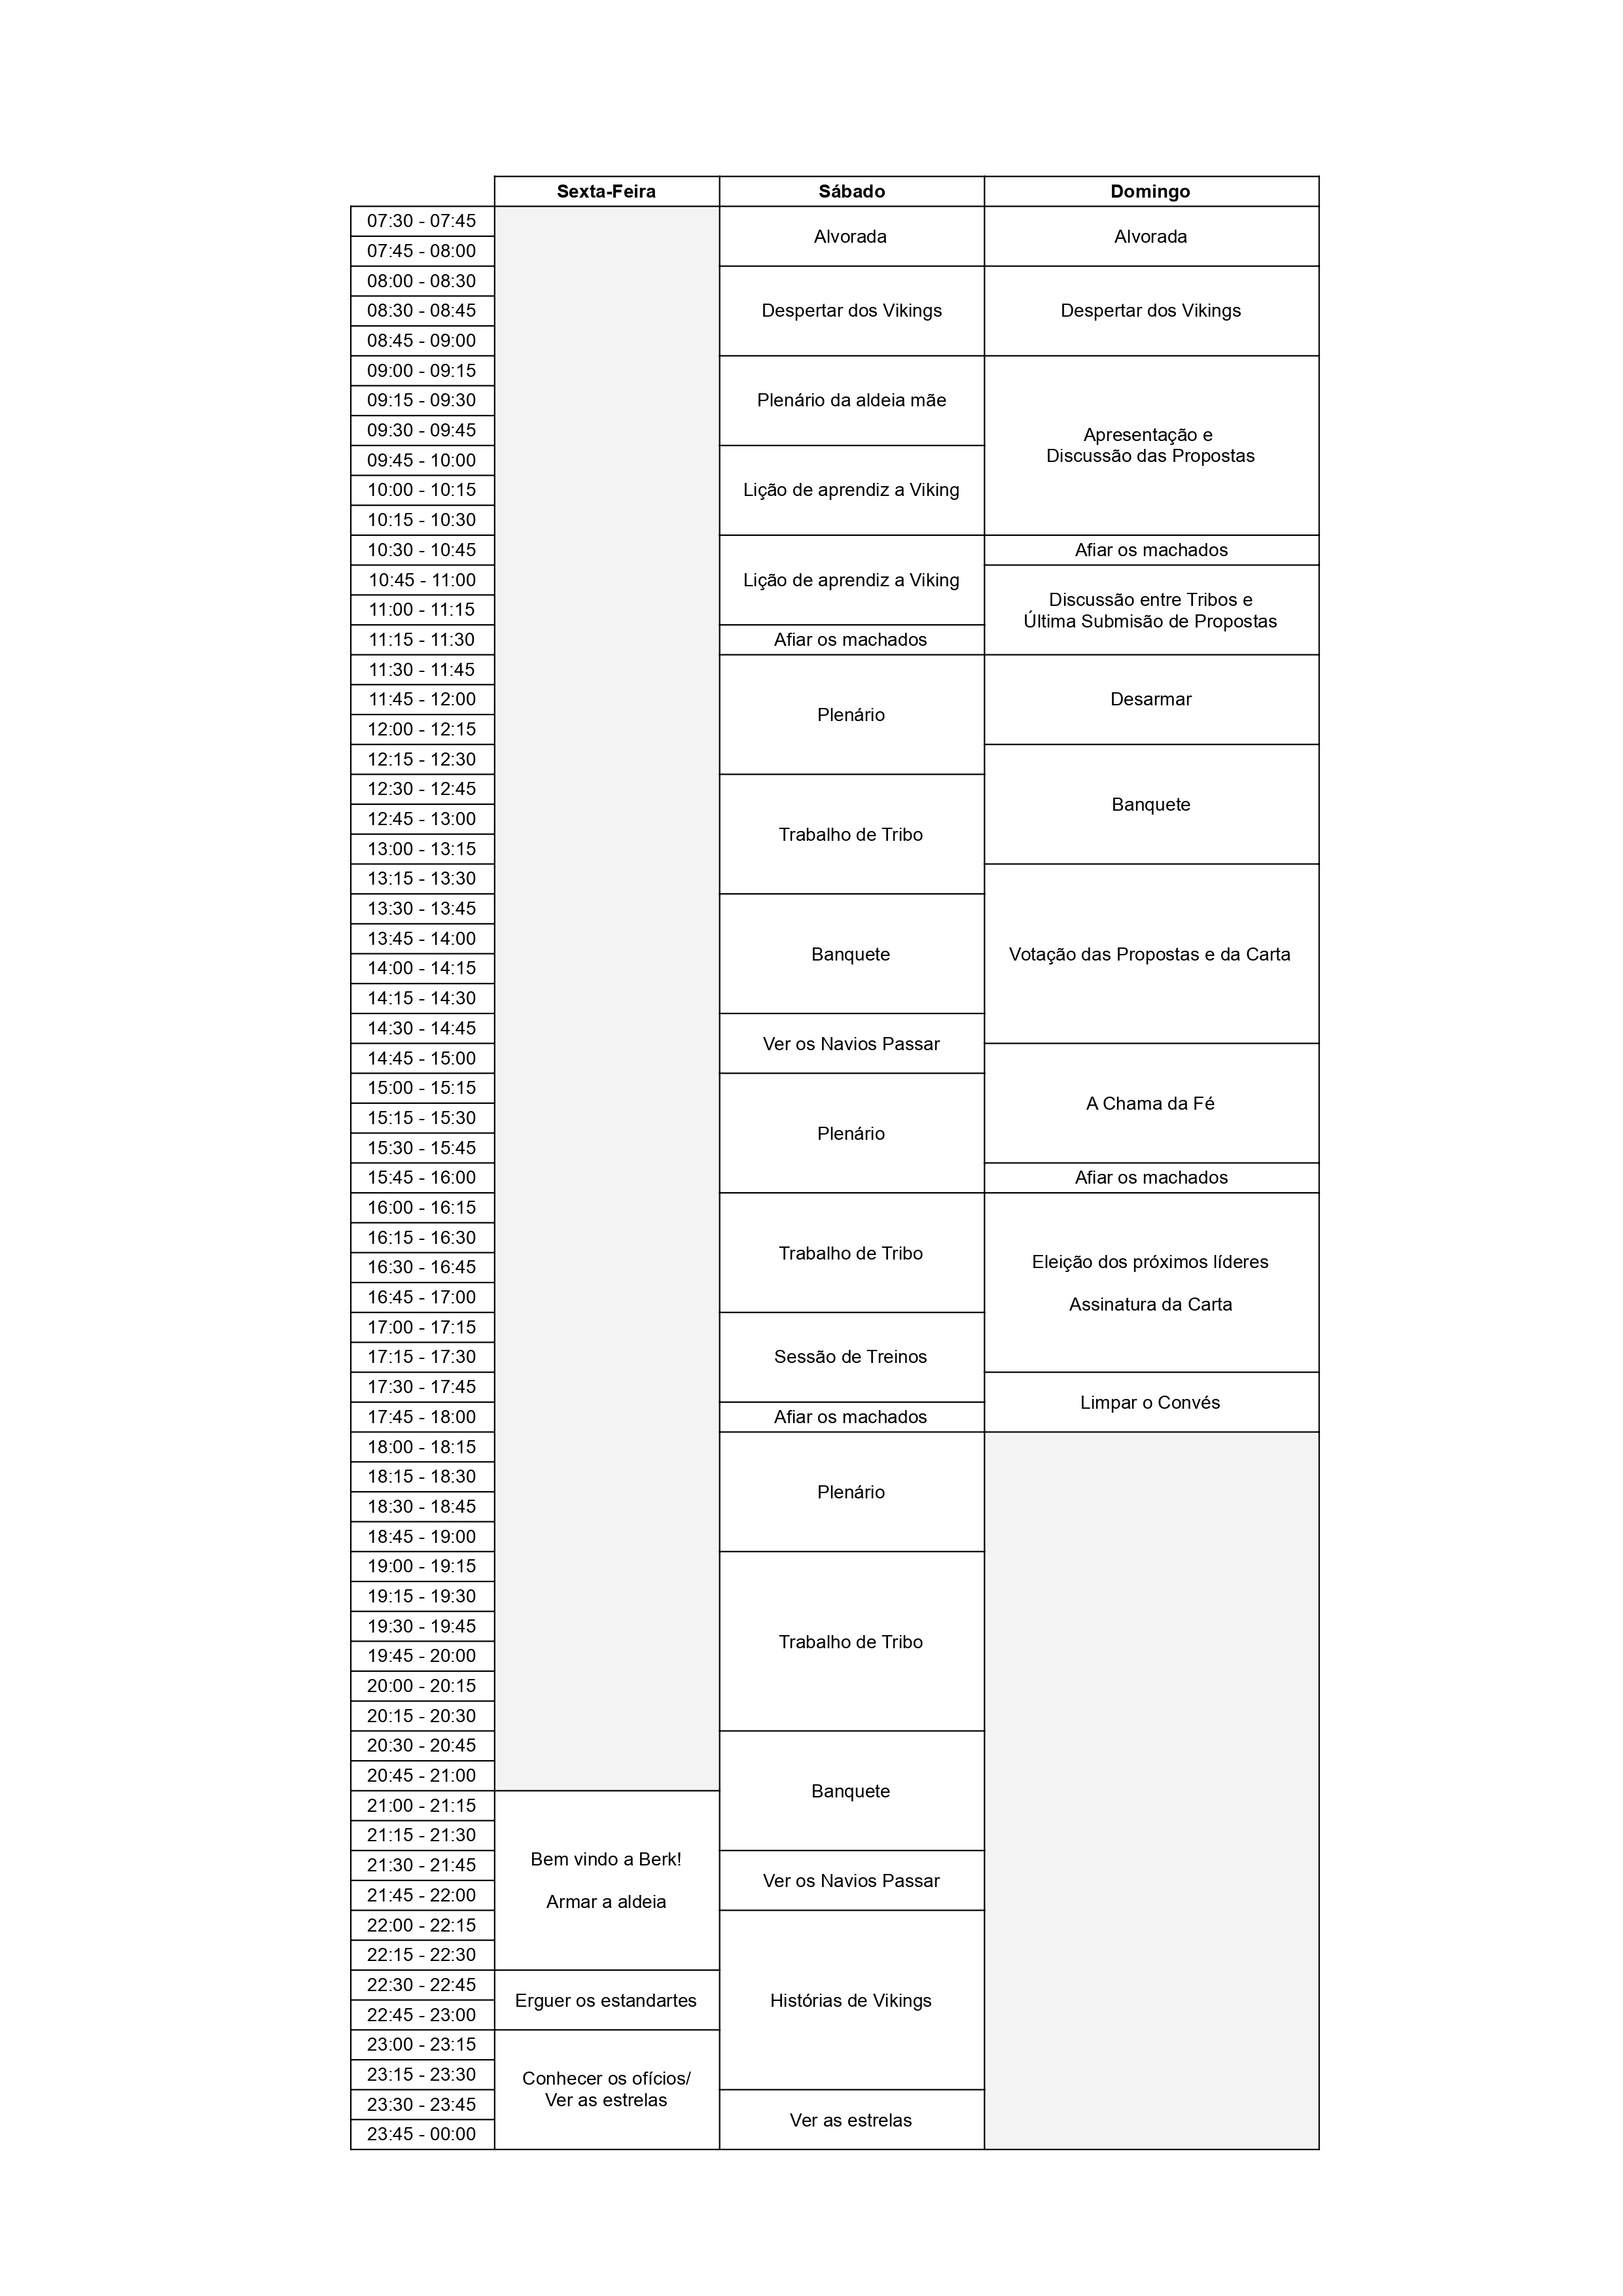 Sexta-Feira Sábado Domingo
07:30 - 07:45
Alvorada Alvorada
07:45 - 08:00
08:00 - 08:30
08:30 - 08:45 Despertar dos Vikings Despertar dos Vikings
08:45 - 09:00
09:00 - 09:15
09:15 - 09:30 Plenário da aldeia mãe
09:30 - 09:45
Apresentação e
Discussão das Propostas
09:45 - 10:00
10:00 - 10:15 Lição de aprendiz a Viking
10:15 - 10:30
10:30 - 10:45 Afiar os machados
10:45 - 11:00 Lição de aprendiz a Viking
Discussão entre Tribos e
11:00 - 11:15
Última Submisão de Propostas
11:15 - 11:30 Afiar os machados
11:30 - 11:45
11:45 - 12:00 Desarmar
Plenário
12:00 - 12:15
12:15 - 12:30
12:30 - 12:45
Banquete
12:45 - 13:00
Trabalho de Tribo
13:00 - 13:15
13:15 - 13:30
13:30 - 13:45
13:45 - 14:00
Banquete Votação das Propostas e da Carta
14:00 - 14:15
14:15 - 14:30
14:30 - 14:45
Ver os Navios Passar
14:45 - 15:00
15:00 - 15:15
A Chama da Fé
15:15 - 15:30
Plenário
15:30 - 15:45
15:45 - 16:00 Afiar os machados
16:00 - 16:15
16:15 - 16:30
Trabalho de Tribo
Eleição dos próximos líderes
16:30 - 16:45
16:45 - 17:00
Assinatura da Carta
17:00 - 17:15
17:15 - 17:30 Sessão de Treinos
17:30 - 17:45
Limpar o Convés
17:45 - 18:00 Afiar os machados
18:00 - 18:15
18:15 - 18:30
Plenário
18:30 - 18:45
18:45 - 19:00
19:00 - 19:15
19:15 - 19:30
19:30 - 19:45
Trabalho de Tribo
19:45 - 20:00
20:00 - 20:15
20:15 - 20:30
20:30 - 20:45
20:45 - 21:00
Banquete
21:00 - 21:15
21:15 - 21:30
Bem vindo a Berk!
21:30 - 21:45
Ver os Navios Passar
21:45 - 22:00
Armar a aldeia
22:00 - 22:15
22:15 - 22:30
22:30 - 22:45
Erguer os estandartes Histórias de Vikings
22:45 - 23:00
23:00 - 23:15
23:15 - 23:30
Conhecer os ofícios/
Ver as estrelas
23:30 - 23:45
Ver as estrelas
23:45 - 00:00